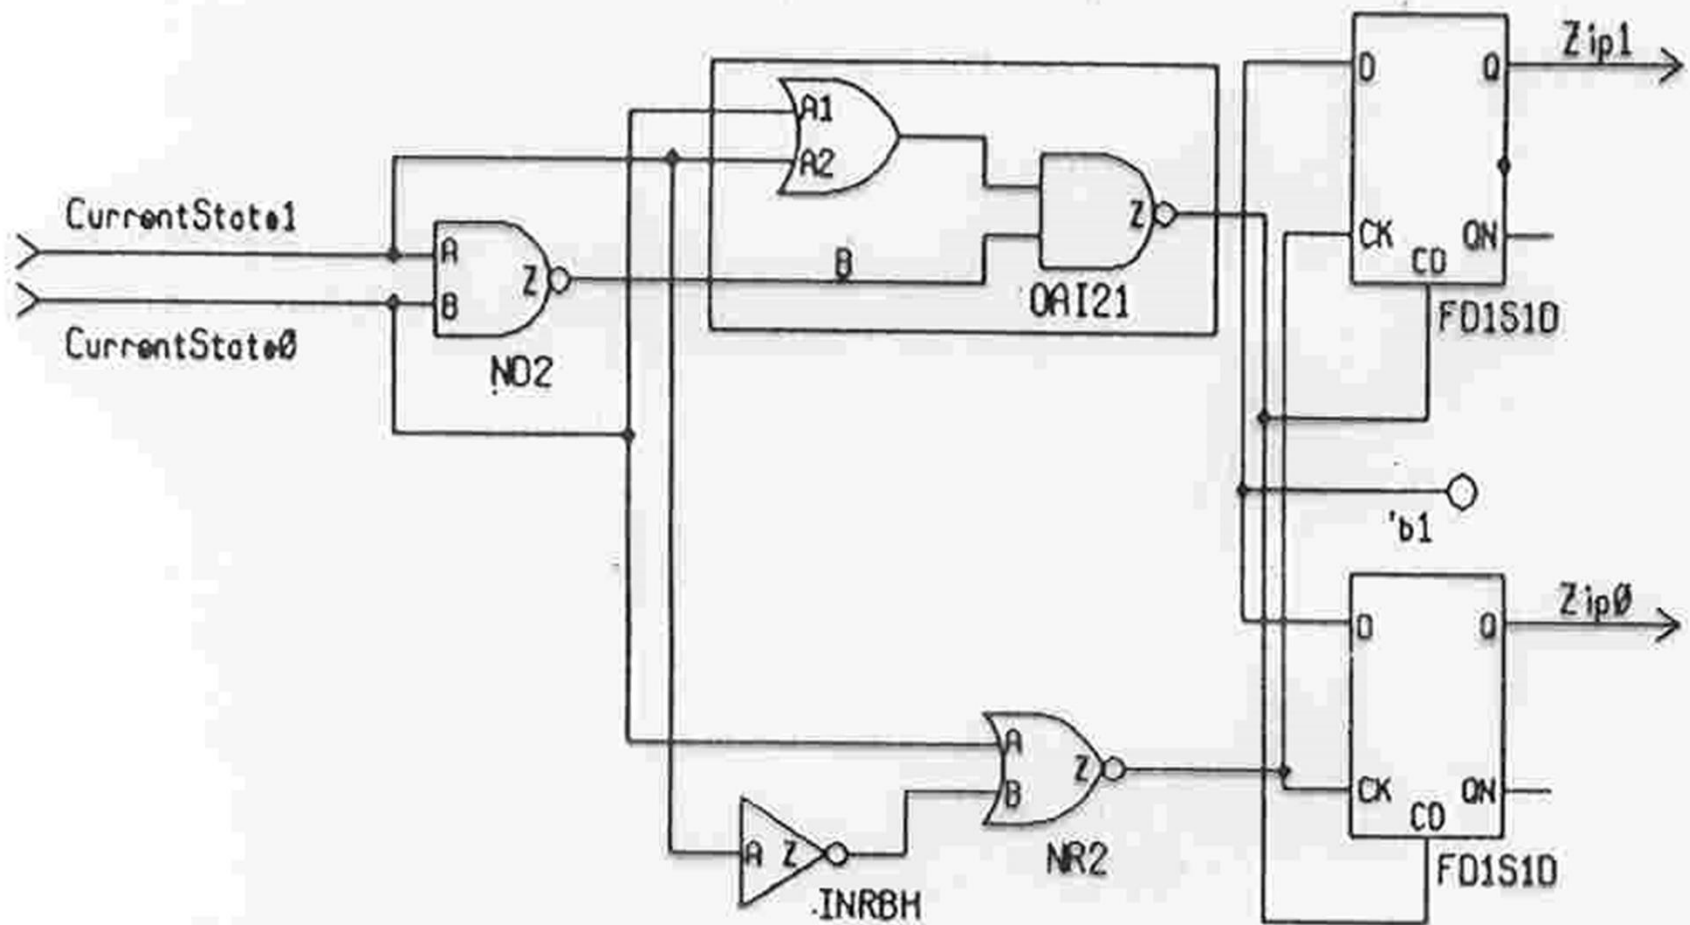 Zip1
D Q
A1
A2
CurrentState1
A
Z
B
CurrentState0
ND2
Z
B
OAI21
CK QN
CD
FD1S1D
'b1
Zip0
D Q
A
Z
B
CK QN
CD
FD1S1D
NR2
A Z
INRBH